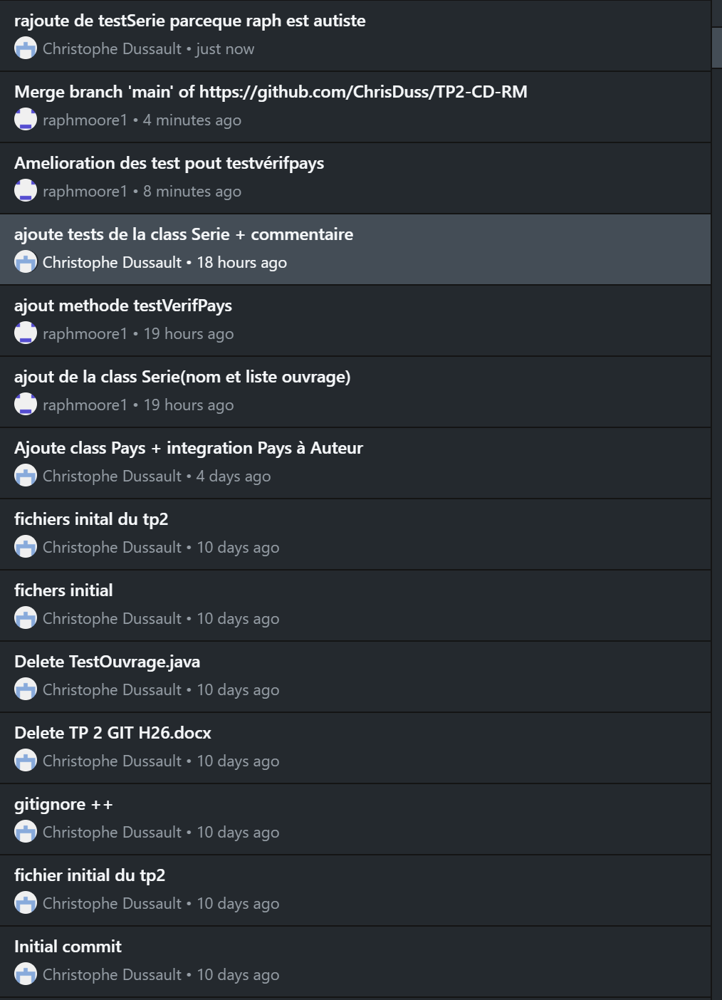 rajoute de testSerie parceque raph est autiste
Christophe Dussault • just now
Merge branch 'main' of https://github.com/ChrisDuss/TP2-CD-RM
raphmoore1 • 4 minutes ago
Amelioration des test pout testvérifpays
raphmoore1 • 8 minutes ago
ajoute tests de la class Serie + commentaire
Christophe Dussault • 18 hours ago
ajout methode testVerifPays
raphmoore1 • 19 hours ago
ajout de la class Serie(nom et liste ouvrage)
raphmoore1 • 19 hours ago
Ajoute class Pays + integration Pays à Auteur
Christophe Dussault • 4 days ago
fichiers inital du tp2
Christophe Dussault • 10 days ago
fichers initial
Christophe Dussault • 10 days ago
Delete TestOuvrage.java
Christophe Dussault • 10 days ago
Delete TP 2 GIT H26.docx
Christophe Dussault • 10 days ago
gitignore ++
Christophe Dussault • 10 days ago
fichier initial du tp2
Christophe Dussault • 10 days ago
Initial commit
Christophe Dussault • 10 days ago